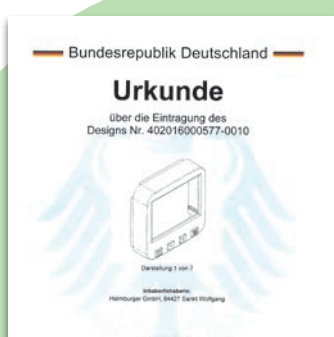 Bundesrepublik Deutschland
Urkunde
über die Eintragung des
Designs Nr. 402016000577-0010
Darstellung 1 von 7
Inhaber/Inhaberin:
Halmburger GmbH, 84427 Sankt Wolfgang